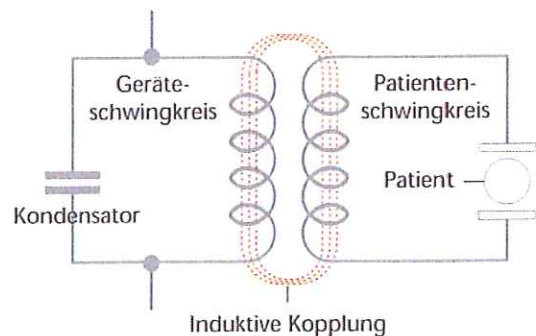 Geräte-
schwingkreis
Patienten-
schwingkreis
Kondensator
Patient
Induktive Kopplung